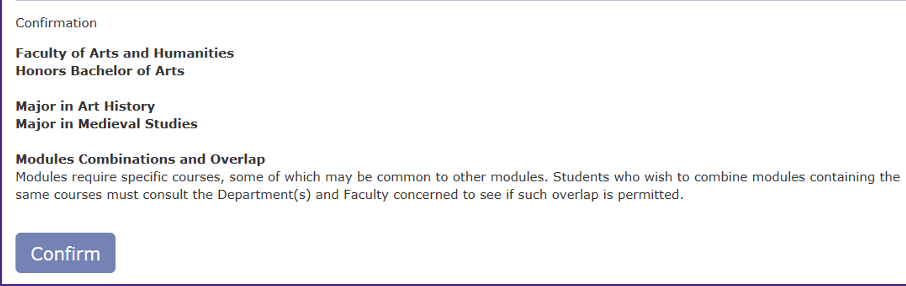 Confirmation
Faculty of Arts and Humanities
Honors Bachelor of Arts
Major in Art History
Major in Medieval Studies
Modules Combinations and Overlap
Modules require specific courses, some of which may be common to other modules. Students who wish to combine modules containing the
same courses must consult the Department(s) and Faculty concerned to see if such overlap is permitted.
Confirm